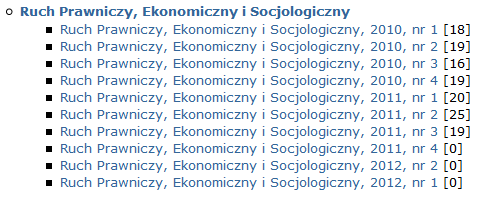 Ruch Prawniczy, Ekonomiczny i Socjologiczny
Ruch Prawniczy, Ekonomiczny i Socjologiczny, 2010, nr 1 [18]
Ruch Prawniczy, Ekonomiczny i Socjologiczny, 2010, nr 2 [19]
Ruch Prawniczy, Ekonomiczny i Socjologiczny, 2010, nr 3 [16]
Ruch Prawniczy, Ekonomiczny i Socjologiczny, 2010, nr 4 [19]
Ruch Prawniczy, Ekonomiczny i Socjologiczny, 2011, nr 1 [20]
Ruch Prawniczy, Ekonomiczny i Socjologiczny, 2011, nr 2 [25]
Ruch Prawniczy, Ekonomiczny i Socjologiczny, 2011, nr 3 [19]
Ruch Prawniczy, Ekonomiczny i Socjologiczny, 2011, nr 4 [0]
Ruch Prawniczy, Ekonomiczny i Socjologiczny, 2012, nr 2 [0]
Ruch Prawniczy, Ekonomiczny i Socjologiczny, 2012, nr 1 [0]